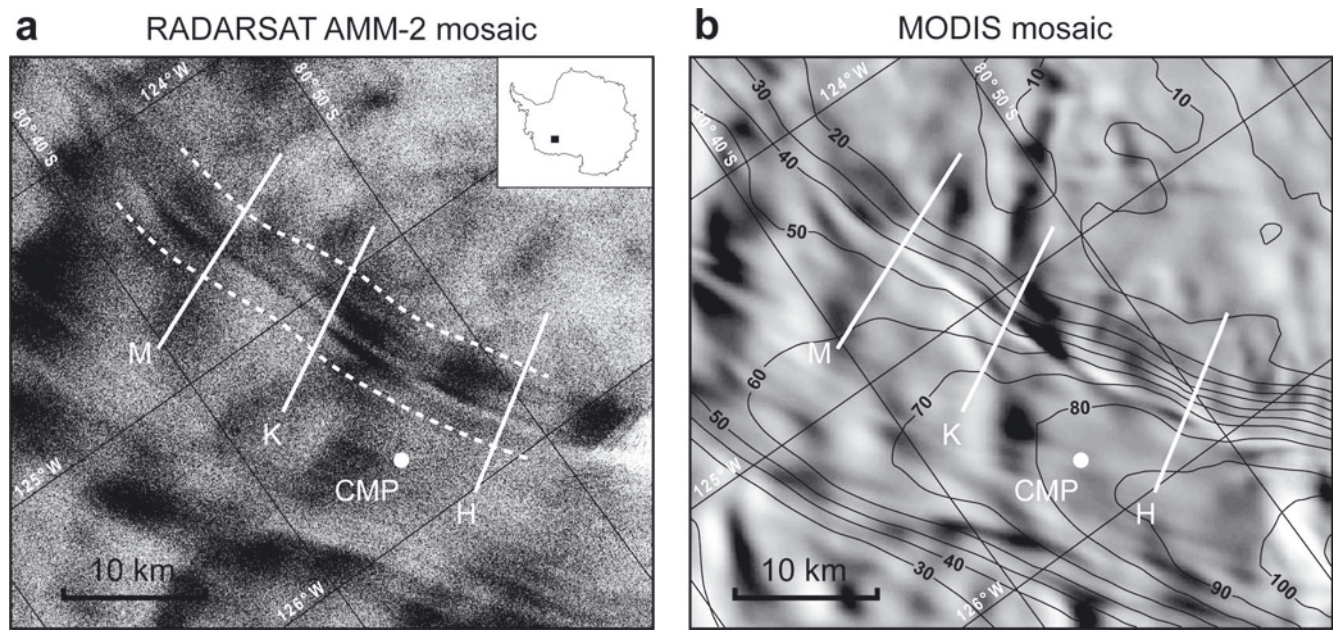 a RADARSAT AMM-2 mosaic
124° W
80° 50' S
80° 40' S
M
K
CMP
H
125° W
10 km
126° W
b MODIS mosaic
30
124° W
80° 50' S
10
10
20
80° 40' S
40
50
M
60
70
80
K
50
125° W
CMP
H
10 km
40
30
126° W
90
100